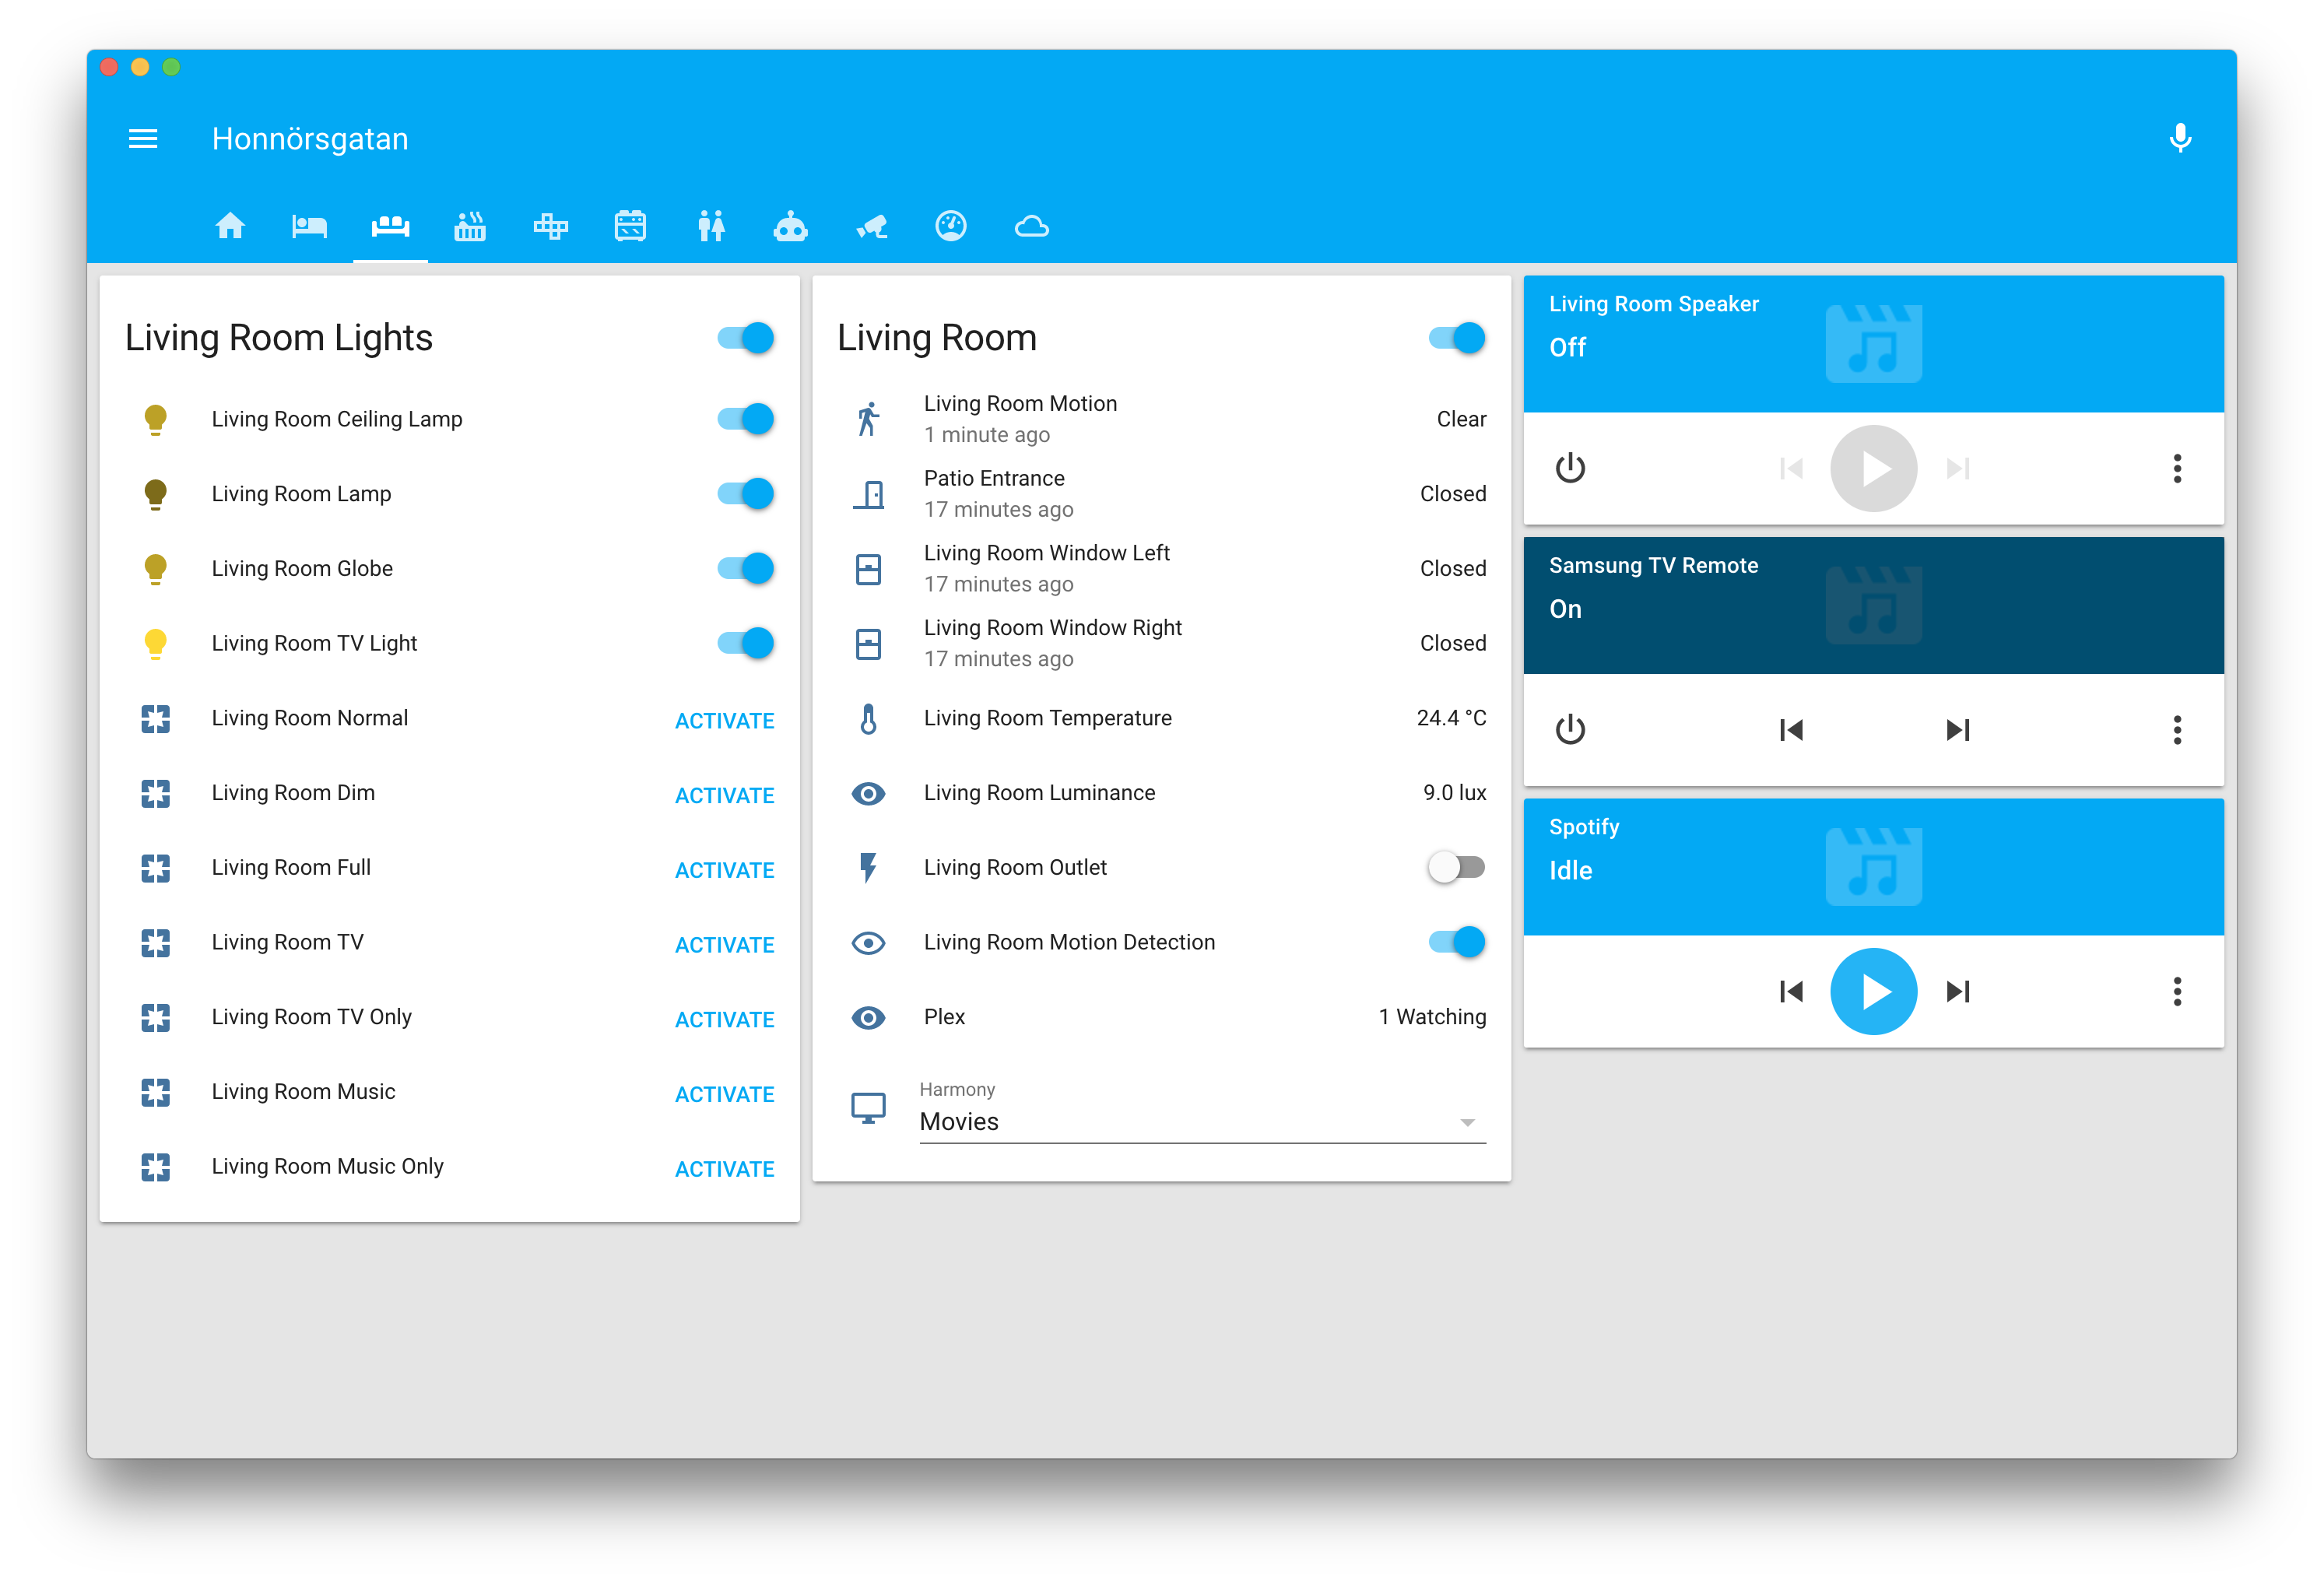 Honnörsgatan
Living Room Lights
Living Room Ceiling Lamp
Living Room Lamp
Living Room Globe
Living Room TV Light
Living Room Normal ACTIVATE
Living Room Dim ACTIVATE
Living Room Full ACTIVATE
Living Room TV ACTIVATE
Living Room TV Only ACTIVATE
Living Room Music ACTIVATE
Living Room Music Only ACTIVATE
Living Room
Living Room Motion
1 minute ago
Clear
Patio Entrance
17 minutes ago
Closed
Living Room Window Left
17 minutes ago
Closed
Living Room Window Right
17 minutes ago
Closed
Living Room Temperature 24.4 °C
Living Room Luminance 9.0 lux
Living Room Outlet
Living Room Motion Detection
Plex 1 Watching
Harmony
Movies
Living Room Speaker
Off
Samsung TV Remote
On
Spotify
Idle